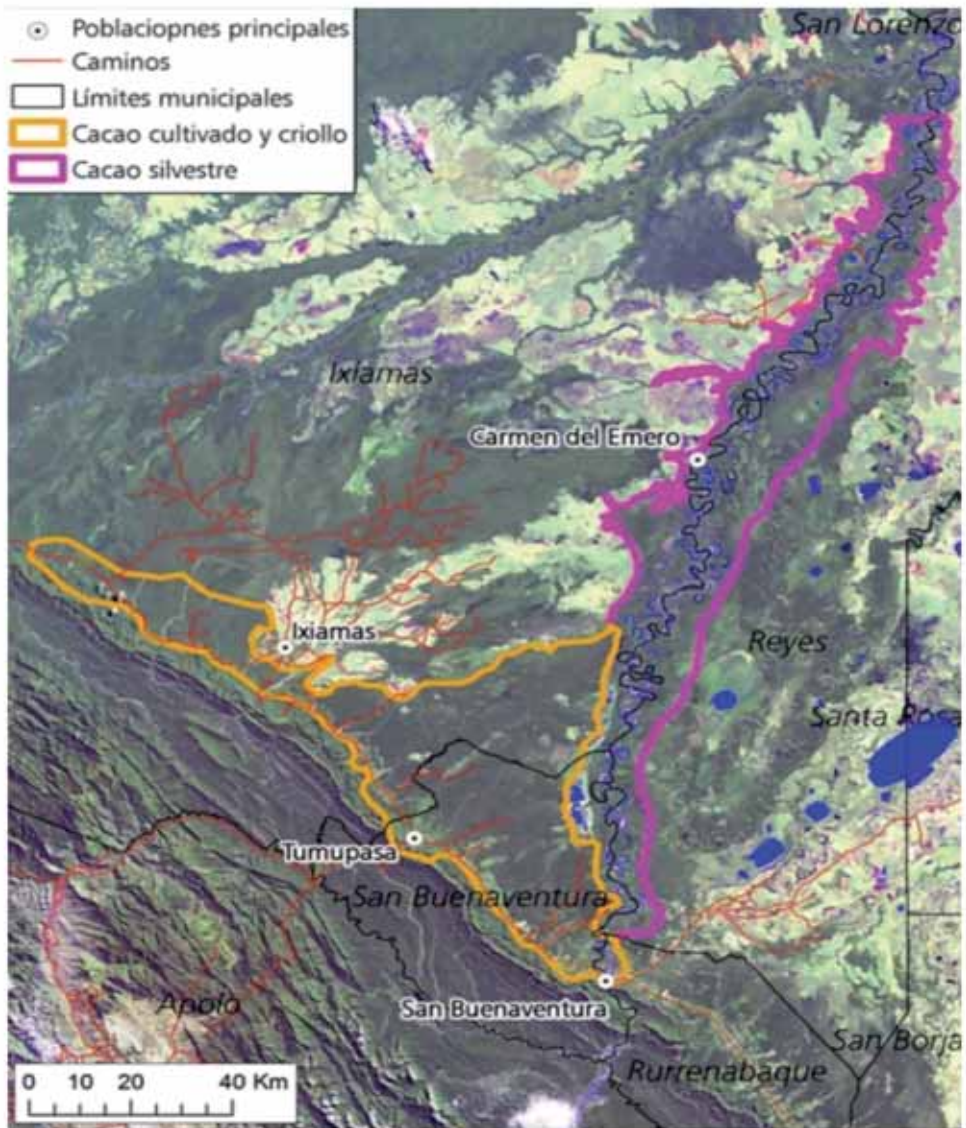 Poblaciopnes principales
Caminos
Límites municipales
Cacao cultivado y criollo
Cacao silvestre
San Lorenzo
Ixiamas
Carmen del Emero
Ixiamas
Reyes
Santa Rosa
Tumupasa
San Buenaventura
Apolo
San Buenaventura
San Borja
Rurrenabaque
0 10 20 40 Km